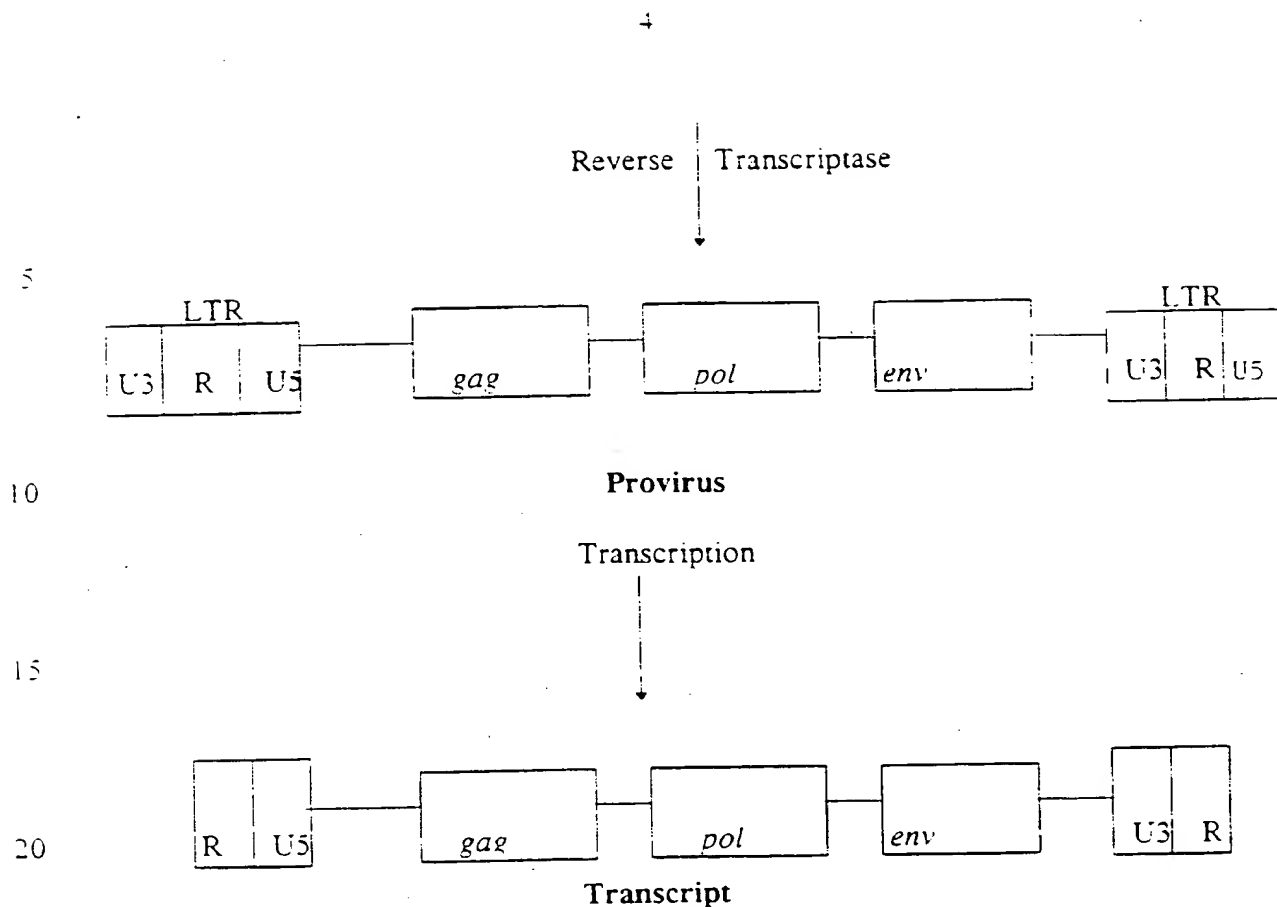 4
Reverse Transcriptase
5
LTR LTR
U3 R U5 gag pol env U3 R U5
10
Provirus
Transcription
15
20
R U5 gag pol env U3 R
Transcript